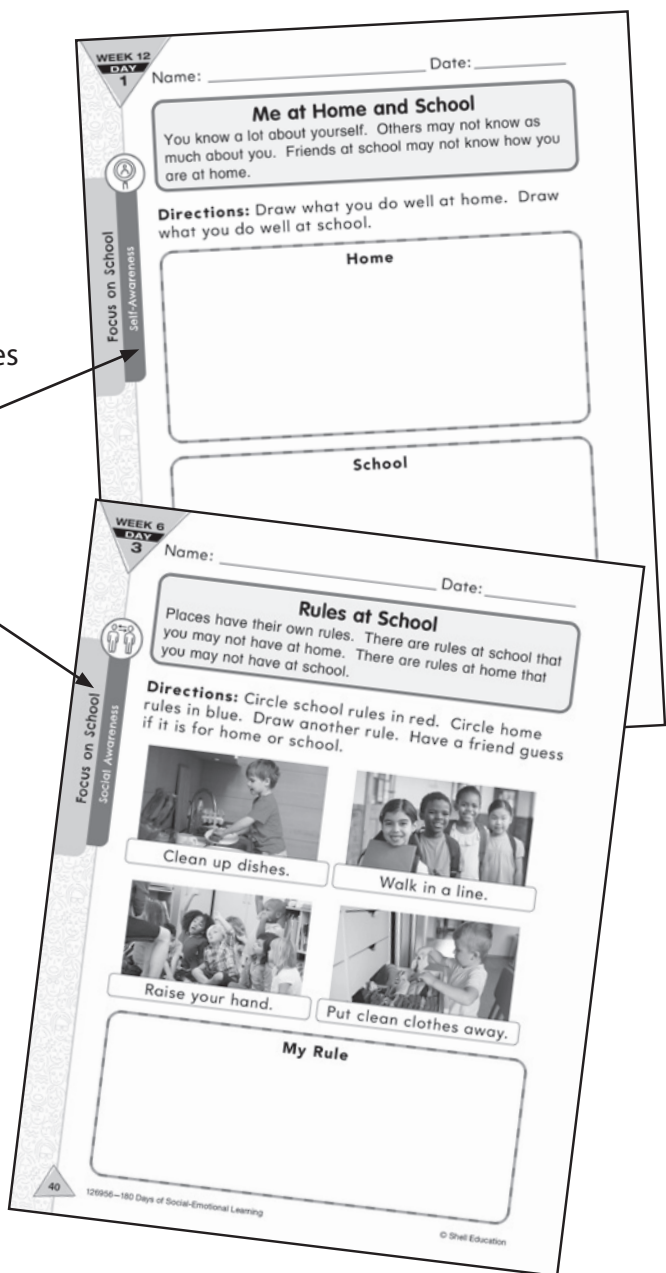 WEEK 12
DAY
1
Name: Date:
Me at Home and School
You know a lot about yourself. Others may not know as
much about you. Friends at school may not know how you
are at home.
Directions: Draw what you do well at home. Draw
what you do well at school.
Home
School
Focus on School
Self-Awareness
es
WEEK 6
DAY
3
Name: Date:
Rules at School
Places have their own rules. There are rules at school that
you may not have at home. There are rules at home that
you may not have at school.
Directions: Circle school rules in red. Circle home
rules in blue. Draw another rule. Have a friend guess
if it is for home or school.
Clean up dishes.
Walk in a line.
Raise your hand.
Put clean clothes away.
My Rule
Focus on School
Social Awareness
40
126956—180 Days of Social-Emotional Learning
© Shell Education